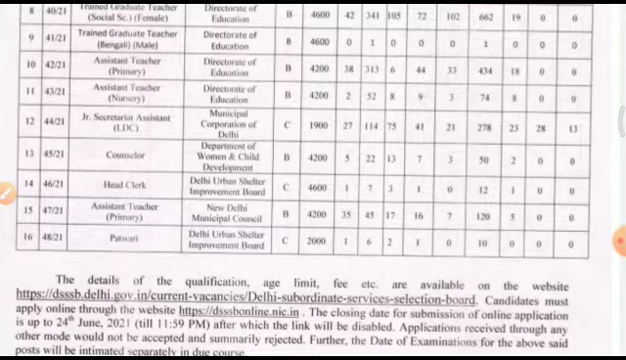 8 40/21 Trained Graduate Teacher (Social Sc.) (Female) Directorate of Education B 4600 42 341 105 72 102 662 19 0 0
9 41/21 Trained Graduate Teacher (Bengali) (Male) Directorate of Education B 4600 0 1 0 0 0 1 0 0 0
10 42/21 Assistant Teacher (Primary) Directorate of Education B 4200 38 313 6 44 33 434 18 0 0
11 43/21 Assistant Teacher (Nursery) Directorate of Education B 4200 2 52 8 9 3 74 8 0 0
12 44/21 Jr. Secretariat Assistant (LDC) Municipal Corporation of Delhi C 1900 27 114 75 41 21 278 23 28 13
13 45/21 Counselor Department of Women & Child Development B 4200 5 22 13 7 3 50 2 0 0
14 46/21 Head Clerk Delhi Urban Shelter Improvement Board C 4600 1 7 3 1 0 12 1 0 0
15 47/21 Assistant Teacher (Primary) New Delhi Municipal Council B 4200 35 45 17 16 7 120 5 0 0
16 48/21 Patwari Delhi Urban Shelter Improvement Board C 2000 1 6 2 1 0 10 0 0 0
The details of the qualification, age limit, fee etc. are available on the website
https://dsssb.delhi.gov.in/current-vacancies/Delhi-subordinate-services-selection-board. Candidates must
apply online through the website https://dsssbonline.nic.in . The closing date for submission of online application
is up to 24th June, 2021 (till 11:59 PM) after which the link will be disabled. Applications received through any
other mode would not be accepted and summarily rejected. Further, the Date of Examinations for the above said
posts will be intimated separately in due course.